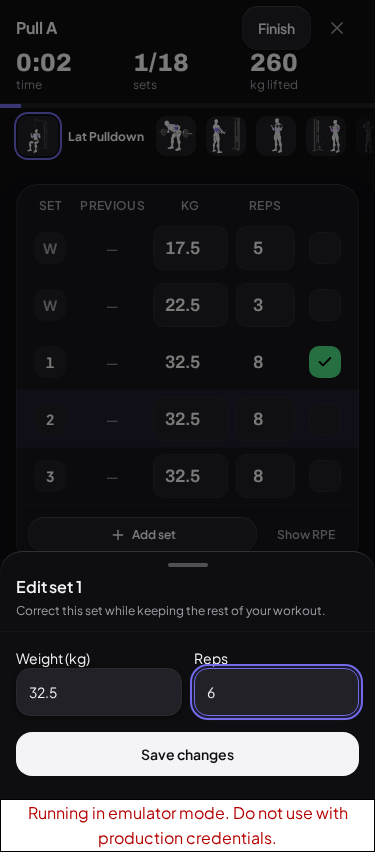 Pull A
Finish
0:02
1/18
260
time
sets
kg lifted
Lat Pulldown
SET PREVIOUS KG REPS
W — 17.5 5
W — 22.5 3
1 — 32.5 8
2 — 32.5 8
3 — 32.5 8
+ Add set
Show RPE
Edit set 1
Correct this set while keeping the rest of your workout.
Weight (kg)
Reps
32.5
6
Save changes
Running in emulator mode. Do not use with
production credentials.